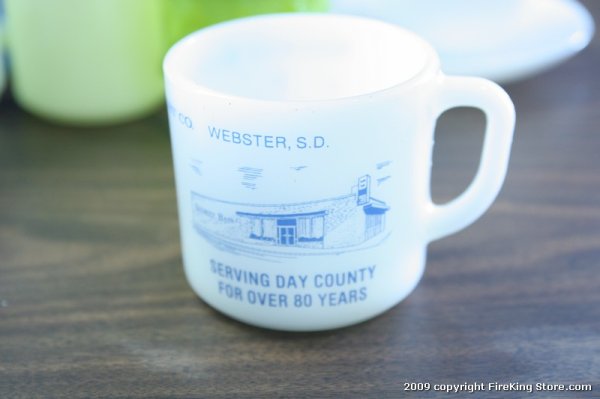 CO. WEBSTER, S.D.
SERVING DAY COUNTY
FOR OVER 80 YEARS
2009 copyright FireKing Store.com